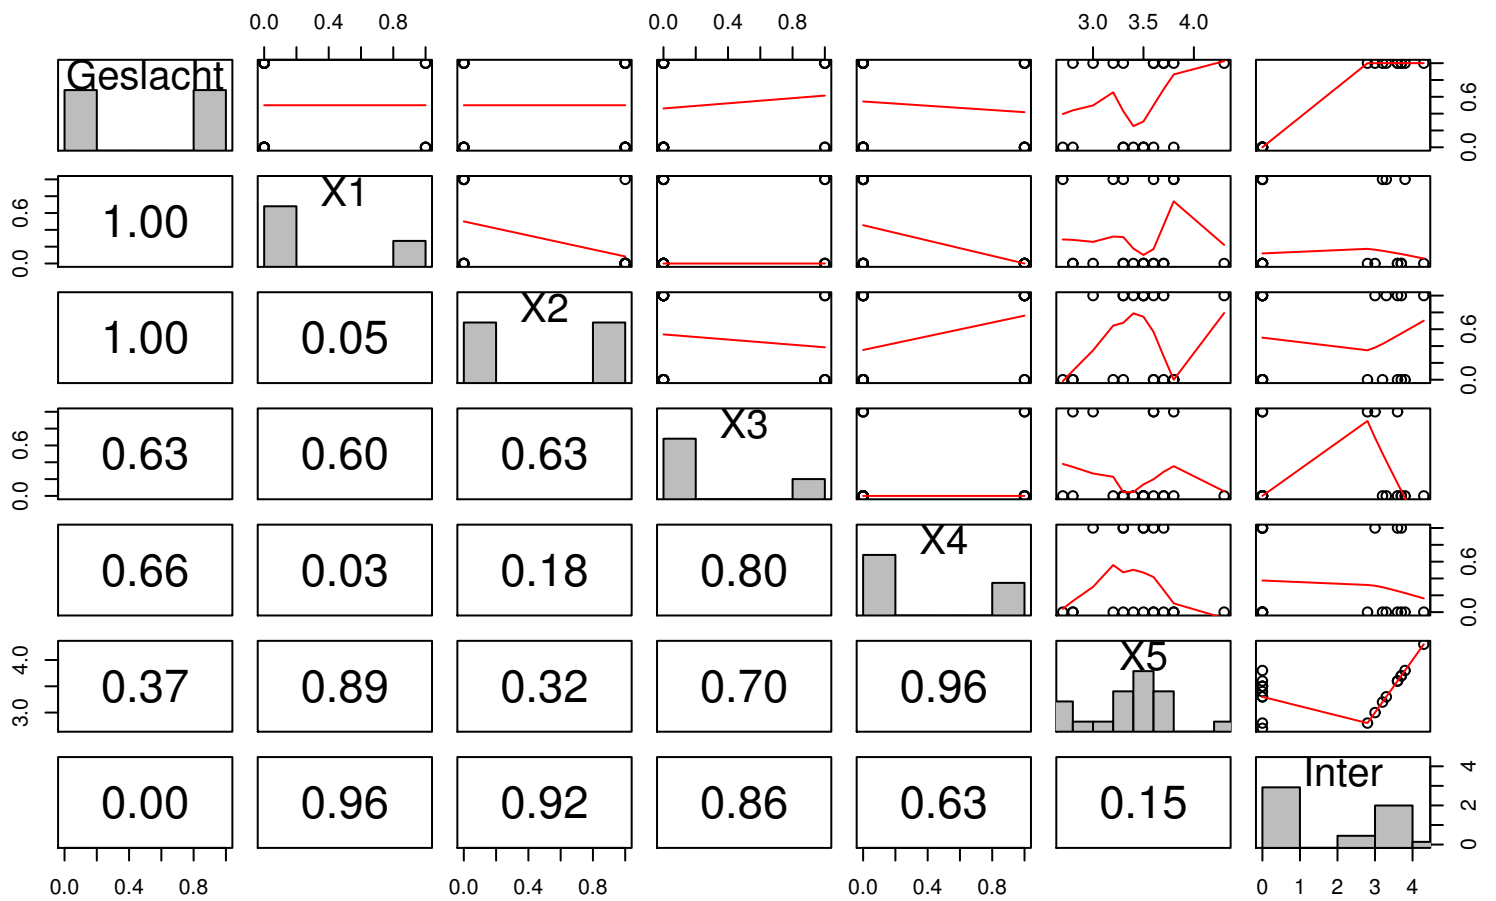 0.0 0.4 0.8 0.0 0.4 0.8 3.0 3.5 4.0
Geslacht 0.0 0.6
0.0 0.6 1.00 X1
1.00 0.05 X2 0.0 0.6
0.0 0.6 0.63 0.60 0.63 X3
0.66 0.03 0.18 0.80 X4 0.0 0.6
3.0 4.0 0.37 0.89 0.32 0.70 0.96 X5
0.00 0.96 0.92 0.86 0.63 0.15 Inter 0 2 4
0.0 0.4 0.8 0.0 0.4 0.8 0.0 0.4 0.8 0 1 2 3 4